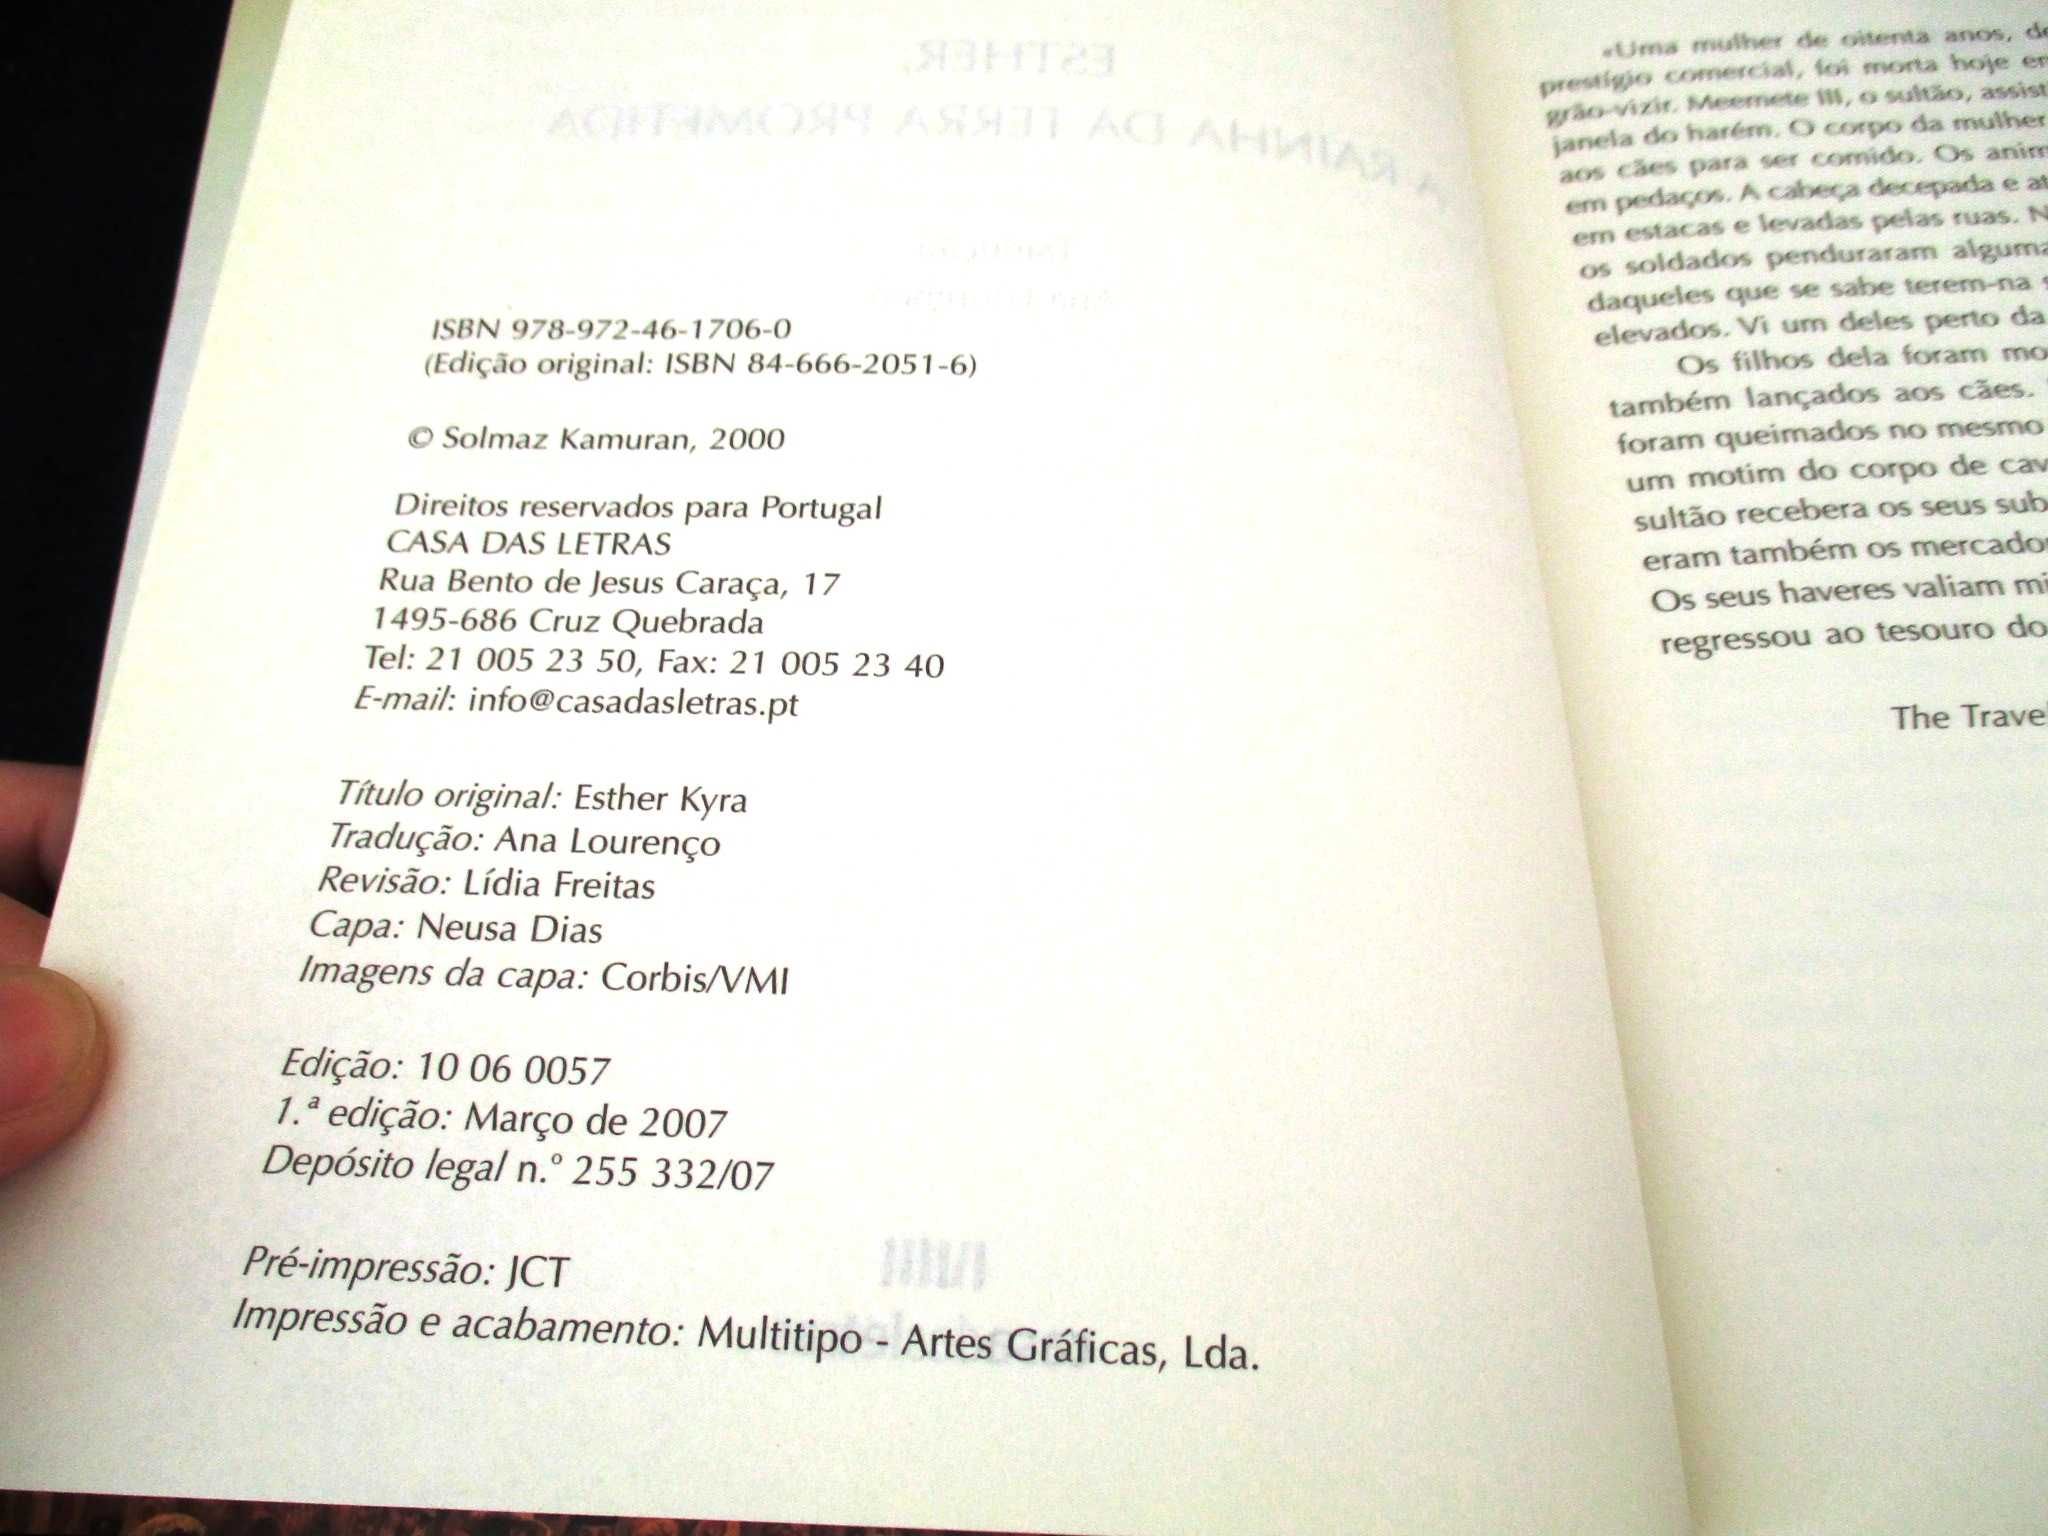 ISBN 978-972-46-1706-0
(Edição original: ISBN 84-666-2051-6)
© Solmaz Kamuran, 2000
Direitos reservados para Portugal
CASA DAS LETRAS
Rua Bento de Jesus Caraça, 17
1495-686 Cruz Quebrada
Tel: 21 005 23 50, Fax: 21 005 23 40
E-mail: info@casadasletras.pt
Título original: Esther Kyra
Tradução: Ana Lourenço
Revisão: Lídia Freitas
Capa: Neusa Dias
Imagens da capa: Corbis/VMI
Edição: 10 06 0057
1.ª edição: Março de 2007
Depósito legal n.º 255 332/07
Pré-impressão: JCT
Impressão e acabamento: Multitipo - Artes Gráficas, Lda.
«Uma mulher de oitenta anos,
prestígio comercial, foi morta hoje
grão-vizir. Meemete III, o sultão,
janela do harém. O corpo da mulher
aos cães para ser comido. Os
em pedaços. A cabeça decepada e
em estacas e levadas pelas ruas.
os soldados penduraram
daqueles que se sabe terem-na
elevados. Vi um deles perto da
Os filhos dela foram
também lançados aos cães.
foram queimados no mesmo
um motim do corpo de
sultão recebera os seus
eram também os
Os seus haveres valiam
regressou ao tesouro do
The